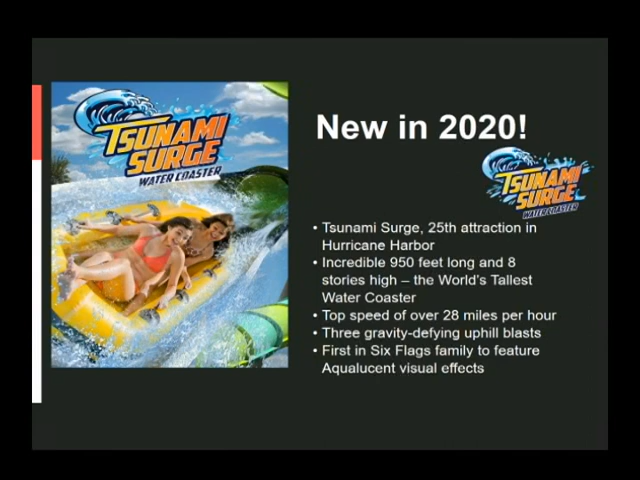 TSUNAMI
SURGE
WATER COASTER
New in 2020!
TSUNAMI
SURGE
WATER COASTER
• Tsunami Surge, 25th attraction in
Hurricane Harbor
• Incredible 950 feet long and 8
stories high – the World's Tallest
Water Coaster
• Top speed of over 28 miles per hour
• Three gravity-defying uphill blasts
• First in Six Flags family to feature
Aqualucent visual effects